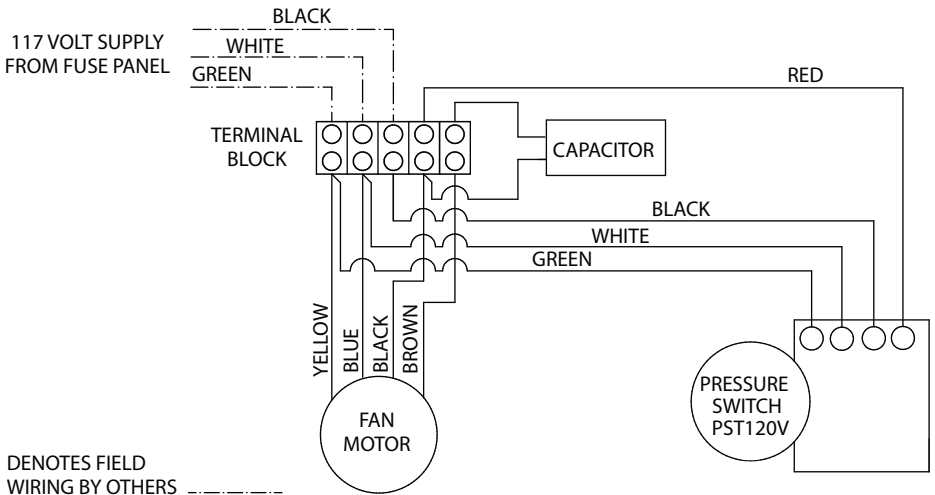 BLACK
117 VOLT SUPPLY
FROM FUSE PANEL
WHITE
GREEN
RED
TERMINAL
BLOCK
CAPACITOR
BLACK
WHITE
GREEN
YELLOW
BLUE
BLACK
BROWN
FAN
MOTOR
PRESSURE
SWITCH
PST120V
DENOTES FIELD
WIRING BY OTHERS